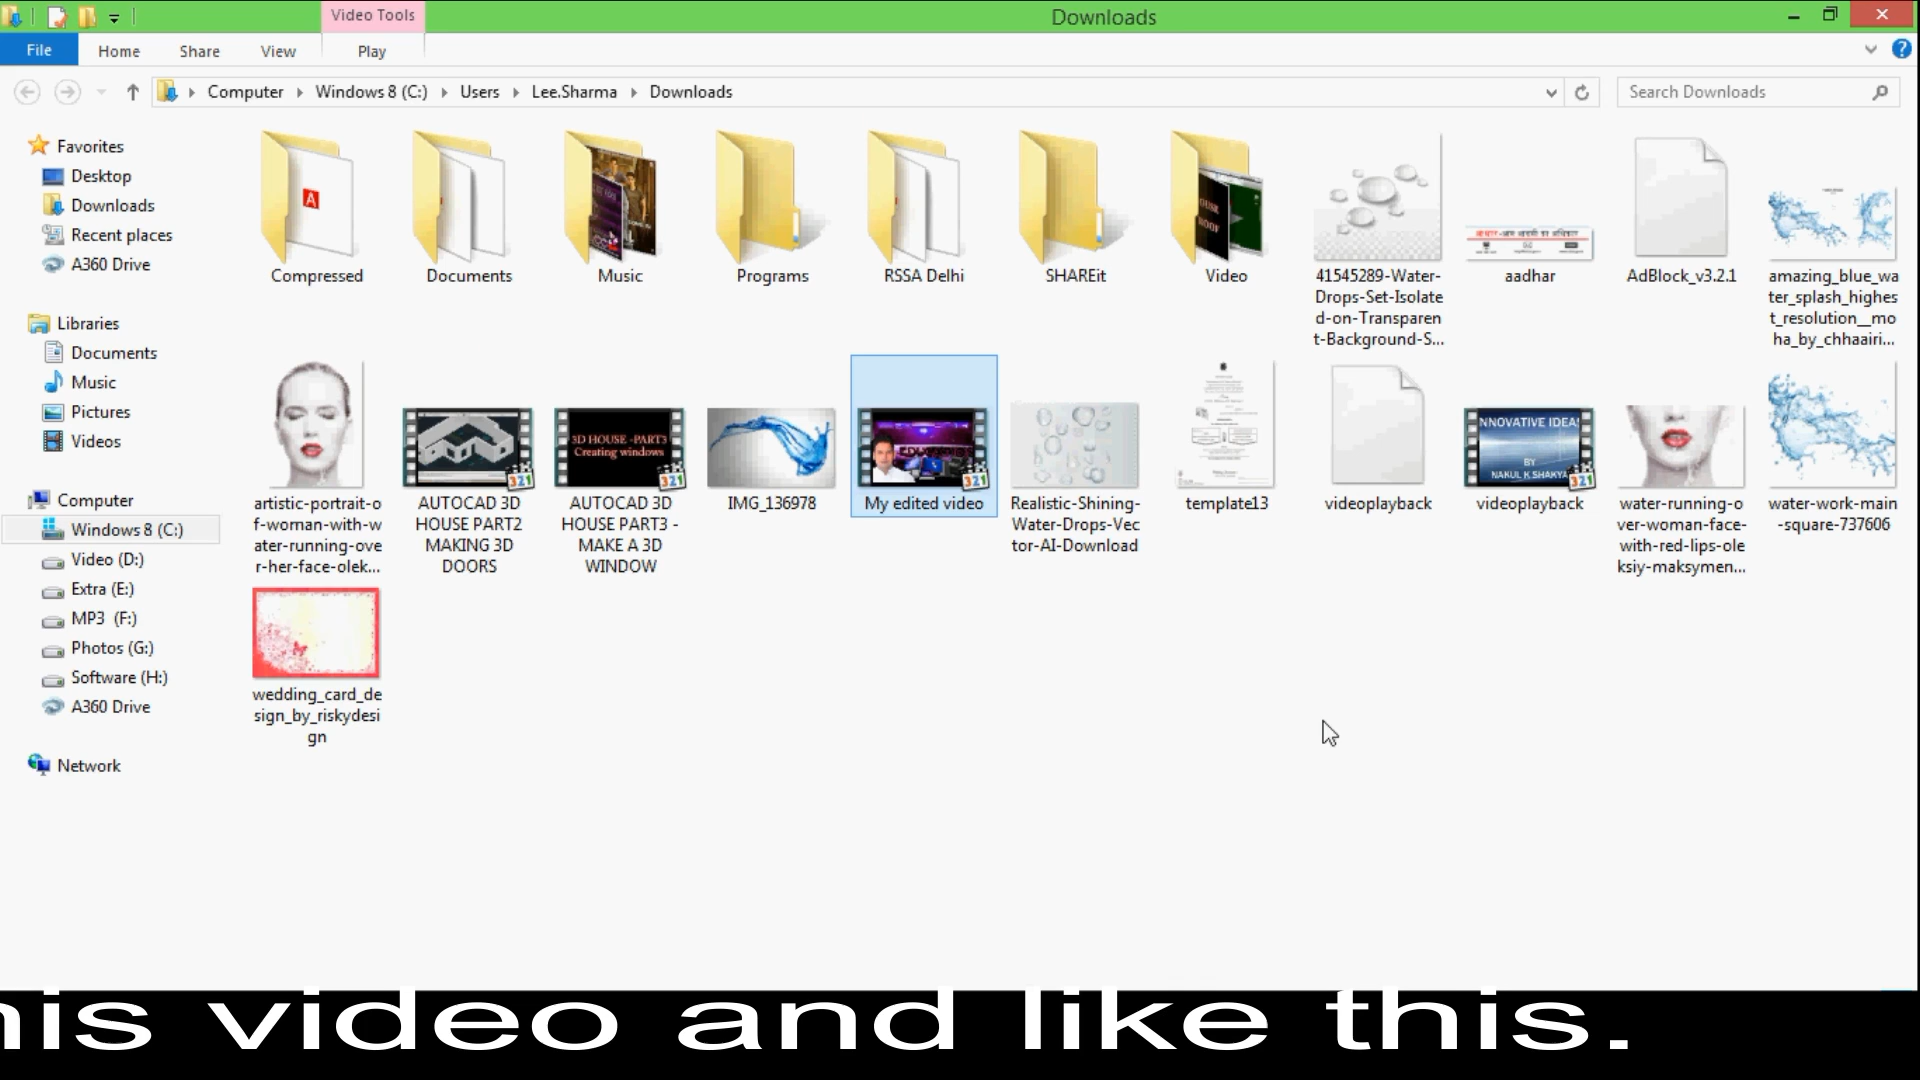 Video Tools
Downloads
File
Home
Share
View
Play
Computer
Windows 8 (C:)
Users
Lee.Sharma
Downloads
Search Downloads
Favorites
Desktop
Downloads
Recent places
A360 Drive
Libraries
Documents
Music
Pictures
Videos
Computer
Windows 8 (C:)
Video (D:)
Extra (E:)
MP3 (F:)
Photos (G:)
Software (H:)
A360 Drive
Network
Compressed
Documents
Music
Programs
RSSA Delhi
SHAREit
Video
41545289-Water-
Drops-Set-Isolate
d-on-Transparen
t-Background-S...
aadhar
AdBlock_v3.2.1
amazing_blue_wa
ter_splash_highes
t_resolution__mo
ha_by_chhaairi...
artistic-portrait-o
f-woman-with-w
ater-running-ove
r-her-face-olek...
AUTOCAD 3D
HOUSE PART2
MAKING 3D
DOORS
3D HOUSE -PART3
Creating windows
AUTOCAD 3D
HOUSE PART3 -
MAKE A 3D
WINDOW
IMG_136978
My edited video
Realistic-Shining-
Water-Drops-Vec
tor-AI-Download
template13
videoplayback
NNOVATIVE IDEA
BY
NAKUL K SHAKYA
videoplayback
water-running-o
ver-woman-face-
with-red-lips-ole
ksiy-maksymen...
water-work-main
-square-737606
wedding_card_de
sign_by_riskydesi
gn
his video and like this.